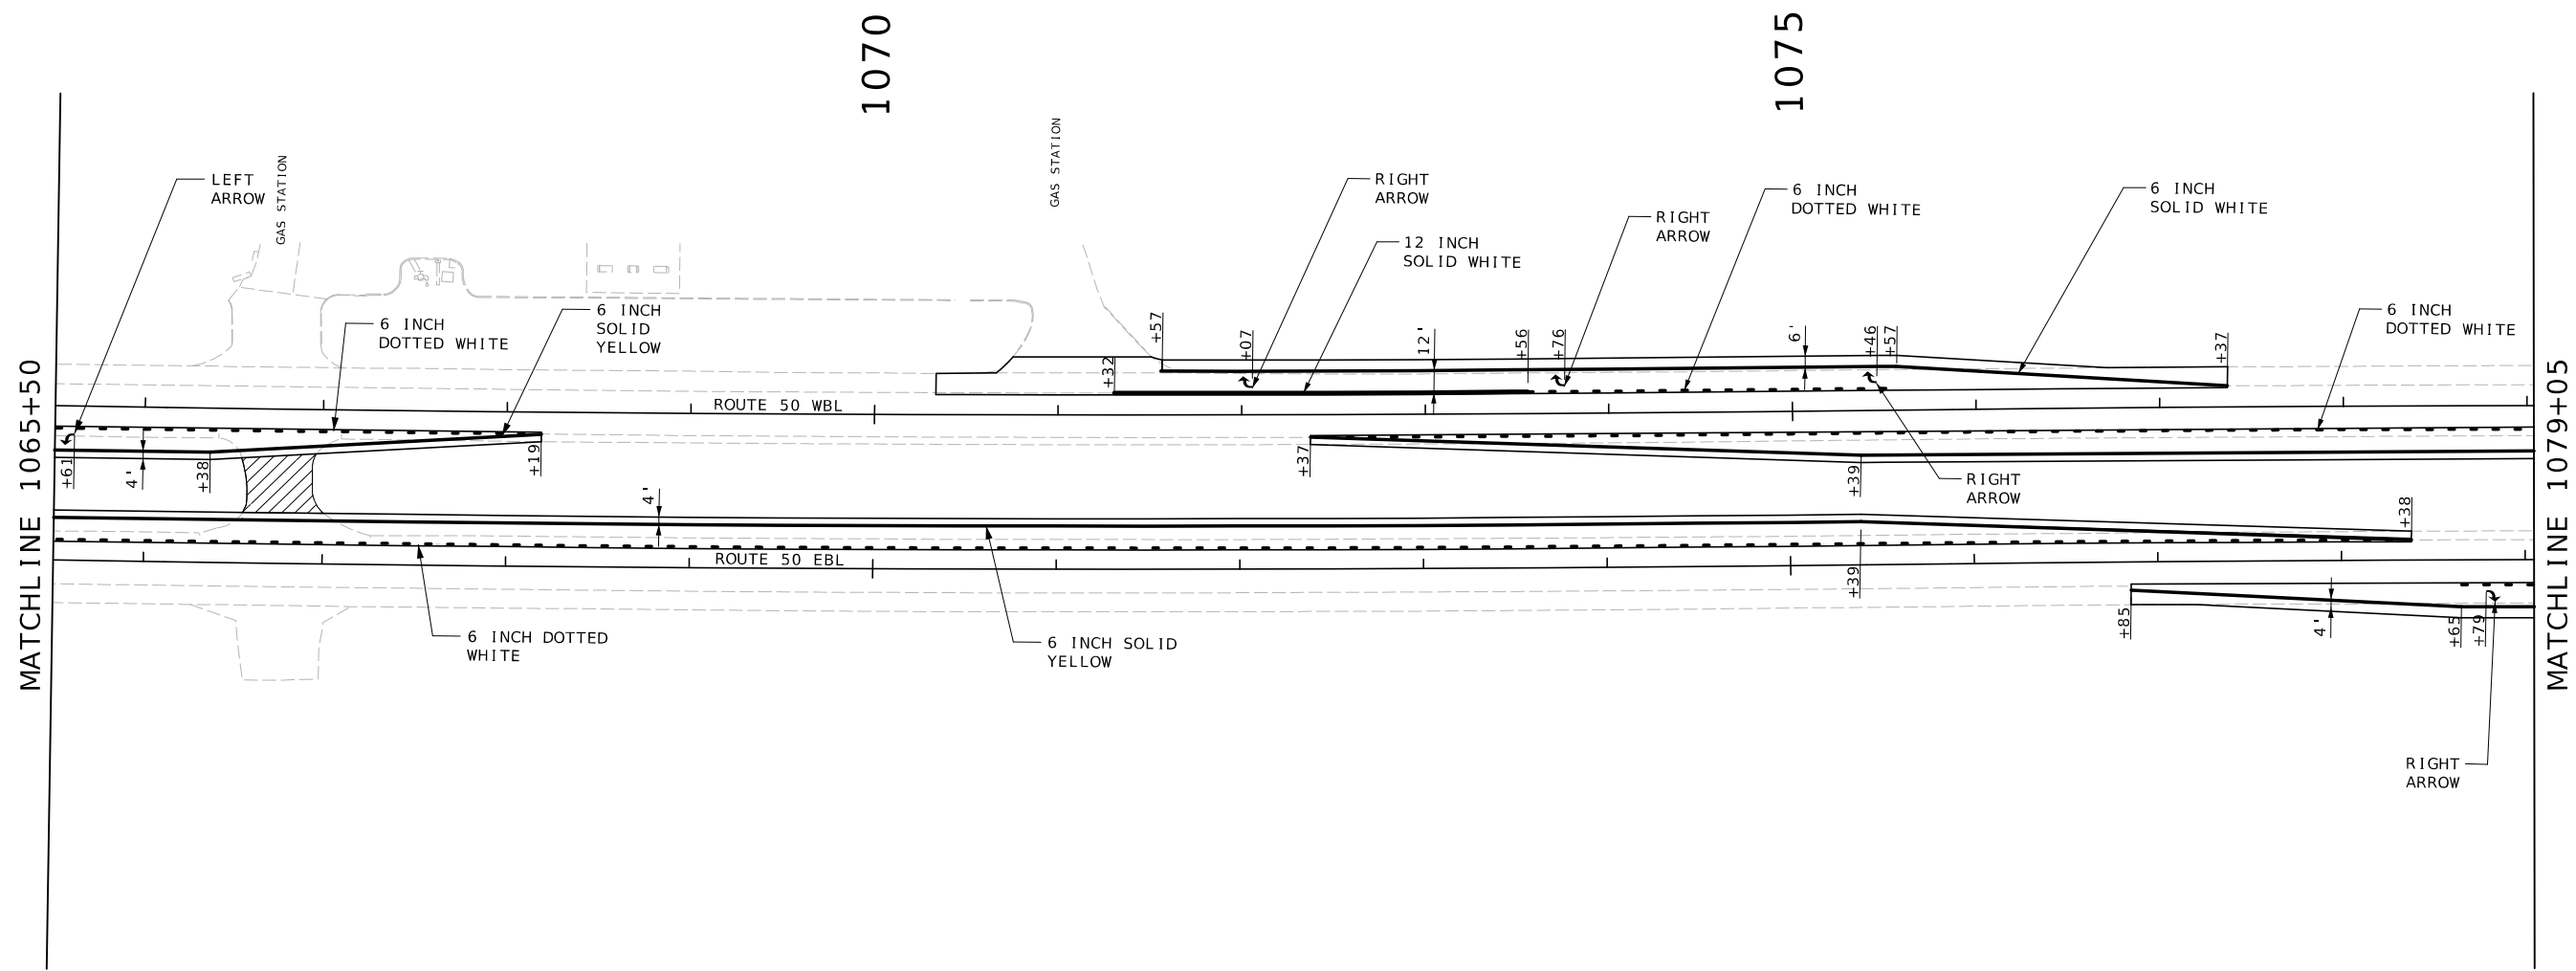 1070
1075
LEFT
ARROW
GAS STATION
GAS STATION
RIGHT
ARROW
12 INCH
SOLID WHITE
RIGHT
ARROW
6 INCH
DOTTED WHITE
6 INCH
SOLID WHITE
6 INCH
DOTTED WHITE
6 INCH
DOTTED WHITE
6 INCH
SOLID
YELLOW
+57
+32
+07
12'
+56
+76
6'
+46
+57
+37
ROUTE 50 WBL
MATCHLINE 1065+50
MATCHLINE 1079+05
+61
4'
+38
+19
+37
+39
RIGHT
ARROW
4'
+38
ROUTE 50 EBL
+39
+85
4'
+65
+79
6 INCH DOTTED
WHITE
6 INCH SOLID
YELLOW
RIGHT
ARROW